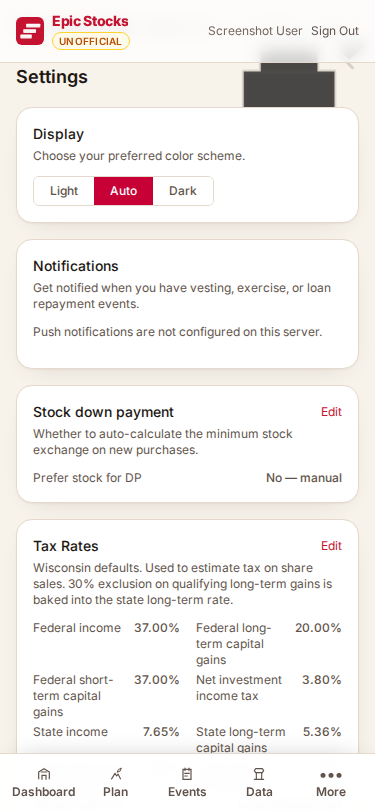 Epic Stocks
UNOFFICIAL
Screenshot User
Sign Out
Settings
Display
Choose your preferred color scheme.
Light
Auto
Dark
Notifications
Get notified when you have vesting, exercise, or loan
repayment events.
Push notifications are not configured on this server.
Stock down payment
Edit
Whether to auto-calculate the minimum stock
exchange on new purchases.
Prefer stock for DP
No — manual
Tax Rates
Edit
Wisconsin defaults. Used to estimate tax on share
sales. 30% exclusion on qualifying long-term gains is
baked into the state long-term rate.
Federal income 37.00%
Federal long-
term capital
gains
20.00%
Federal short-
term capital
gains
37.00%
Net investment
income tax
3.80%
State income 7.65%
State long-term
capital gains
5.36%
Dashboard
Plan
Events
Data
More